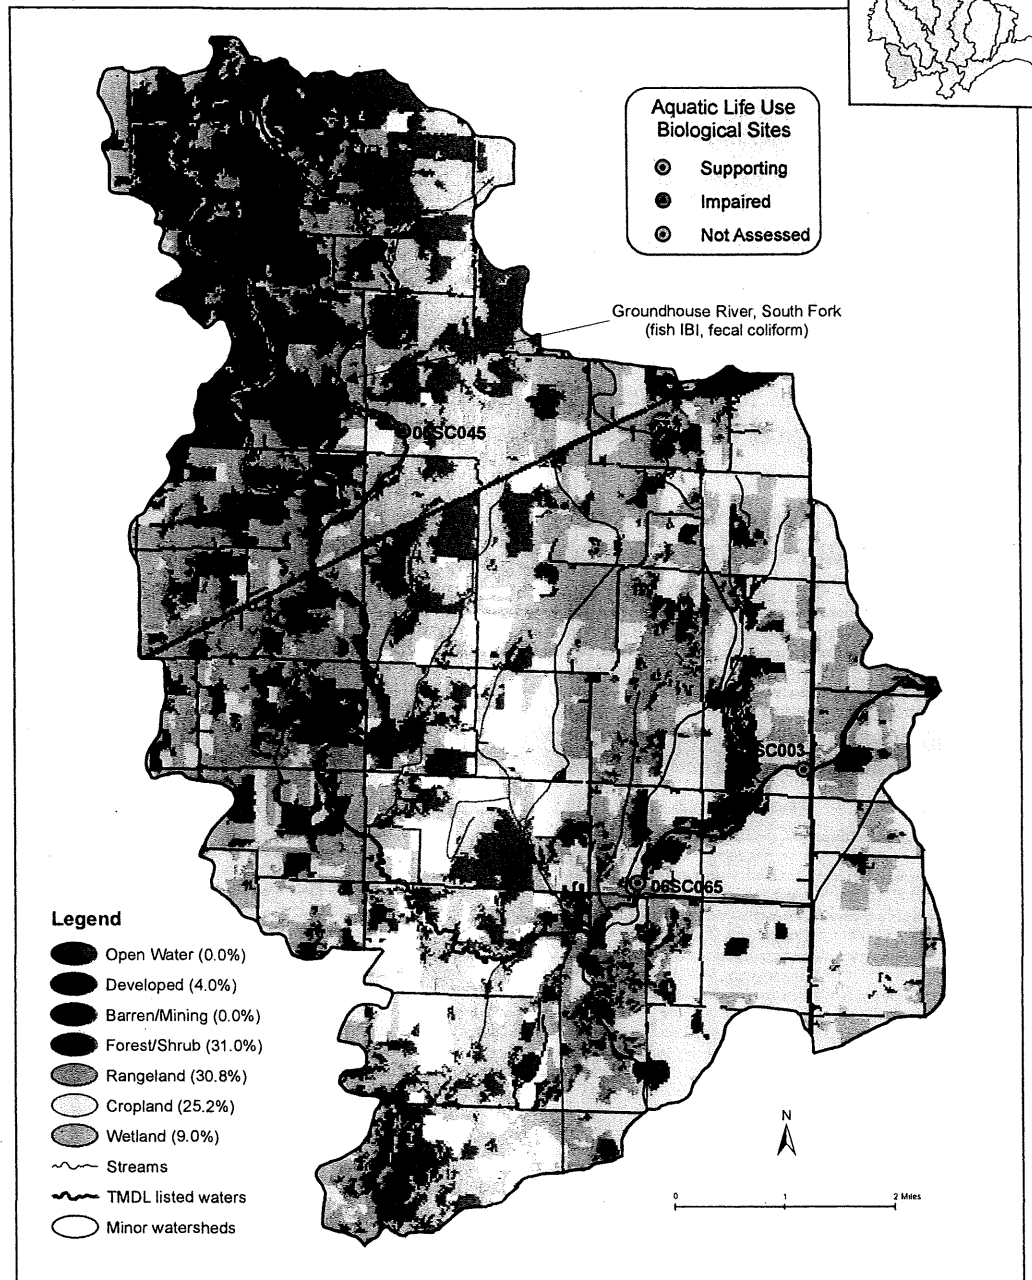 Aquatic Life Use
Biological Sites
Supporting
Impaired
Not Assessed
Groundhouse River, South Fork
(fish IBI, fecal coliform)
06SC045
SC003
06SC065
Legend
Open Water (0.0%)
Developed (4.0%)
Barren/Mining (0.0%)
Forest/Shrub (31.0%)
Rangeland (30.8%)
Cropland (25.2%)
Wetland (9.0%)
Streams
TMDL listed waters
Minor watersheds
N
0 1 2 Miles